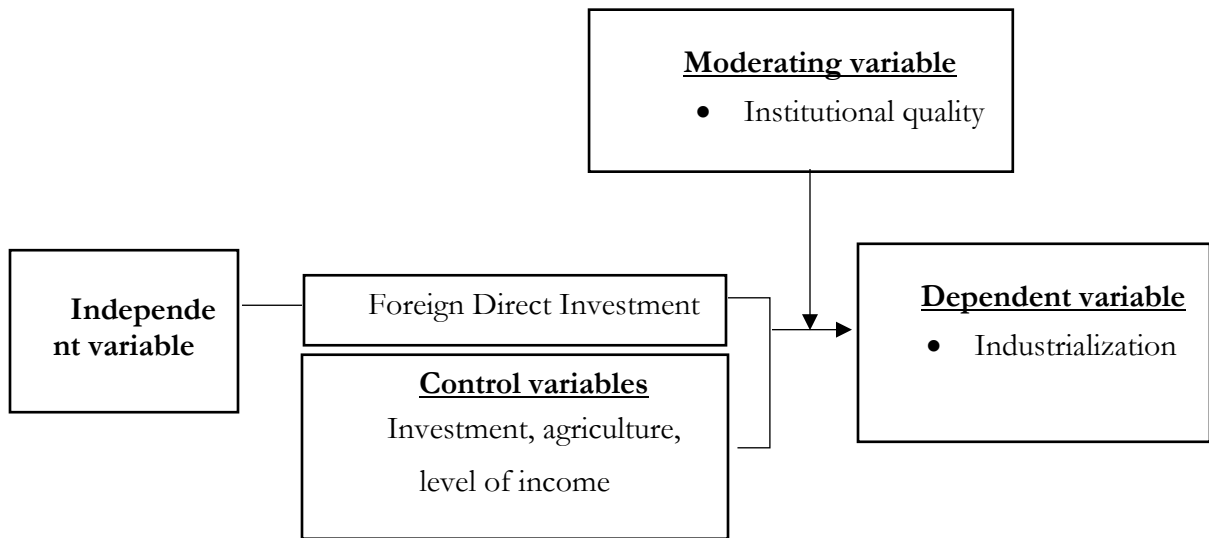 Moderating variable
• Institutional quality
Independe
nt variable
Foreign Direct Investment
Control variables
Investment, agriculture,
level of income
Dependent variable
• Industrialization